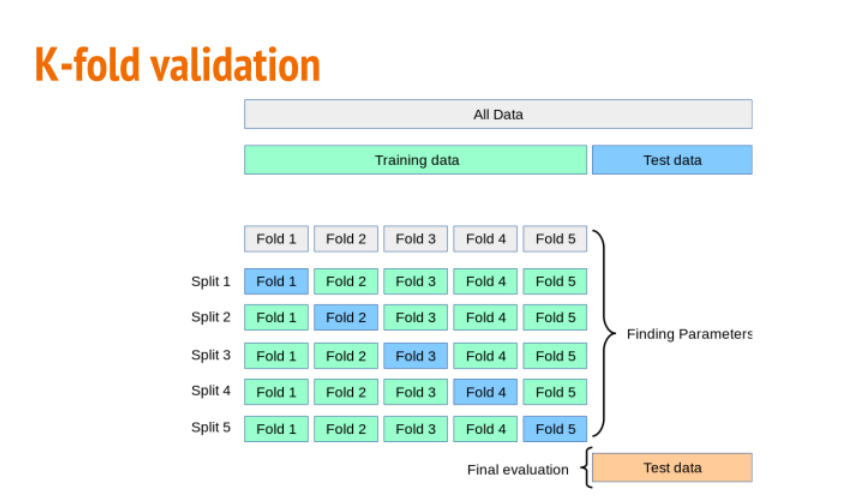 K-fold validation
All Data
Training data Test data
Fold 1 Fold 2 Fold 3 Fold 4 Fold 5
Split 1 Fold 1 Fold 2 Fold 3 Fold 4 Fold 5
Split 2 Fold 1 Fold 2 Fold 3 Fold 4 Fold 5
Finding Parameters
Split 3 Fold 1 Fold 2 Fold 3 Fold 4 Fold 5
Split 4 Fold 1 Fold 2 Fold 3 Fold 4 Fold 5
Split 5 Fold 1 Fold 2 Fold 3 Fold 4 Fold 5
Final evaluation Test data